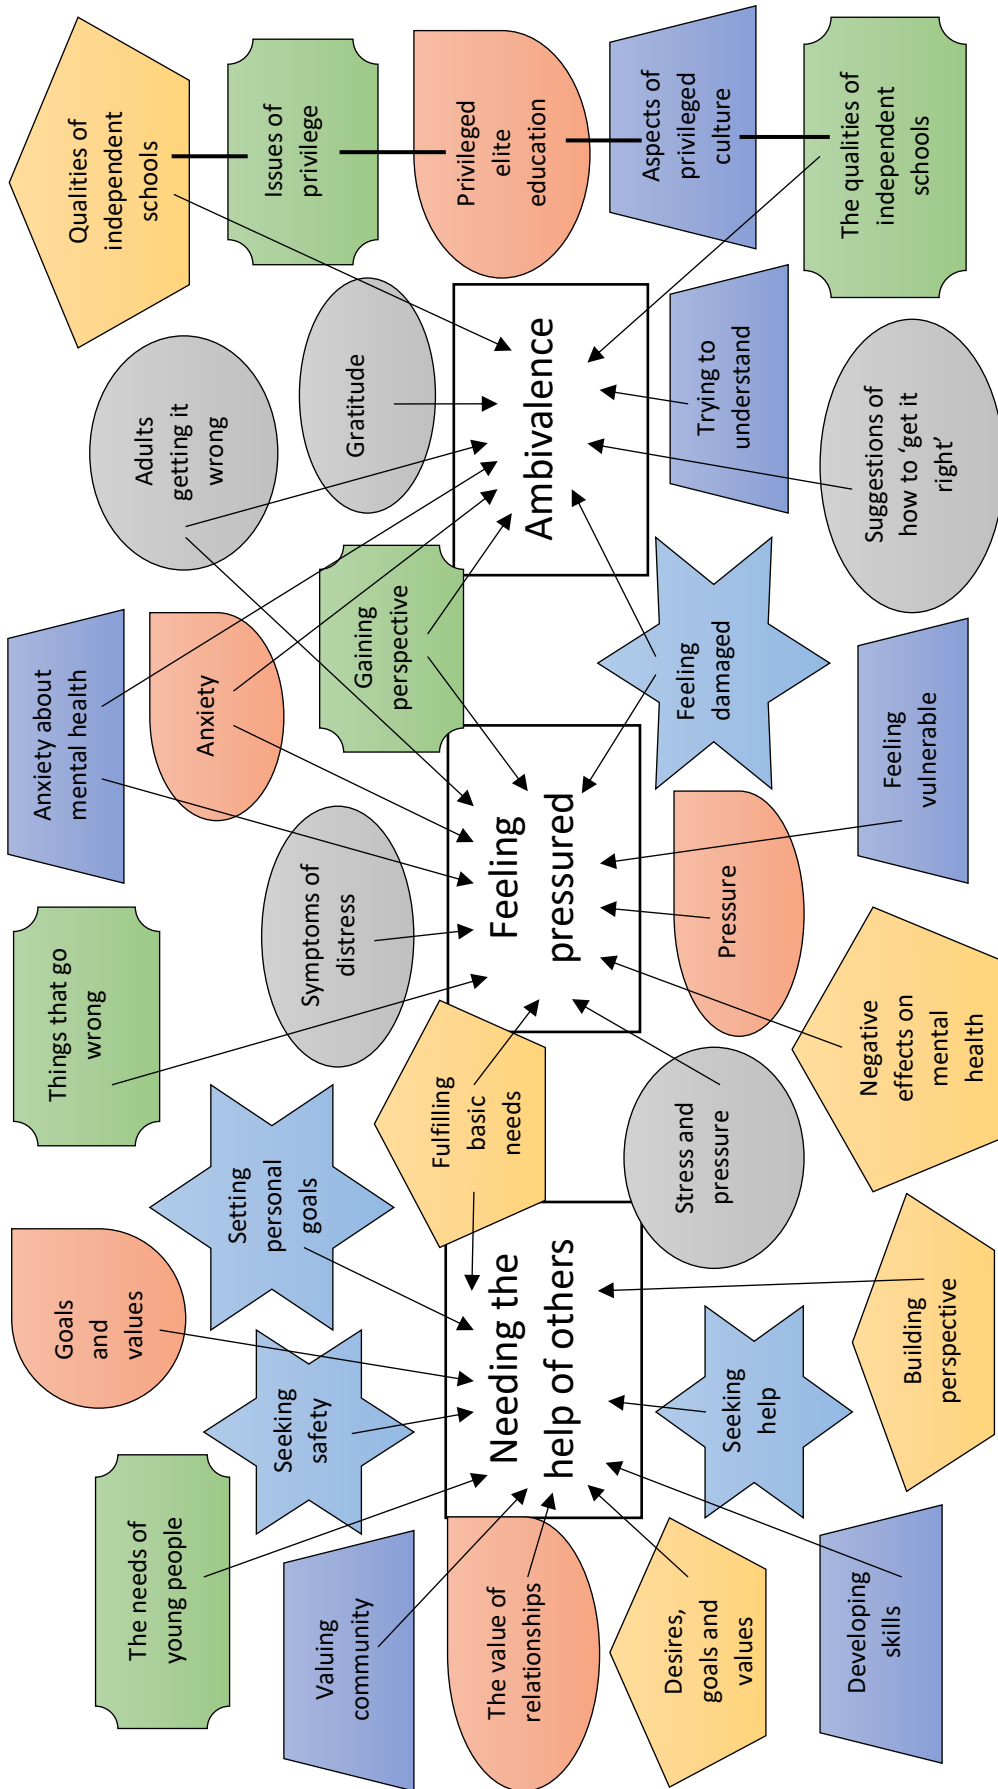 The needs of
young people
Goals
and
values
Things that go
wrong
Anxiety about
mental health
Adults
getting it
wrong
Qualities of
independent
schools
Seeking
safety
Setting
personal
goals
Symptoms of
distress
Anxiety
Gratitude
Issues of
privilege
Valuing
community
Fulfilling
basic
needs
Gaining
perspective
Privileged
elite
education
The value of
relationships
Needing the
help of others
Feeling
pressured
Ambivalence
Aspects of
privileged
culture
Desires,
goals and
values
Seeking
help
Stress and
pressure
Pressure
Feeling
damaged
Trying to
understand
Developing
skills
Building
perspective
Negative
effects on
mental
health
Feeling
vulnerable
Suggestions of
how to ‘get it
right’
The qualities of
independent
schools